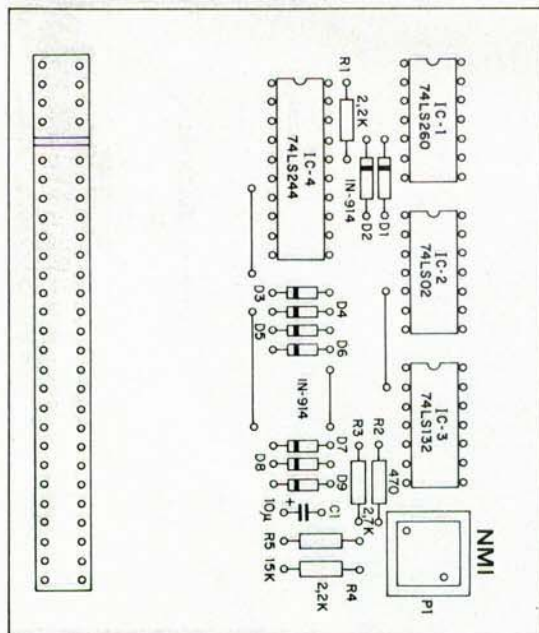 R1
2,2K
IC-1
74LS260
IC-4
74LS244
IN-914
D2
D1
IC-2
74LS02
D3
D4
D5
D6
IN-914
IC-3
74LS132
R3
R2
D7
D8
D9
470
2,7K
10µ
+
C1
R5
15K
2,2K
R4
NMI
P1